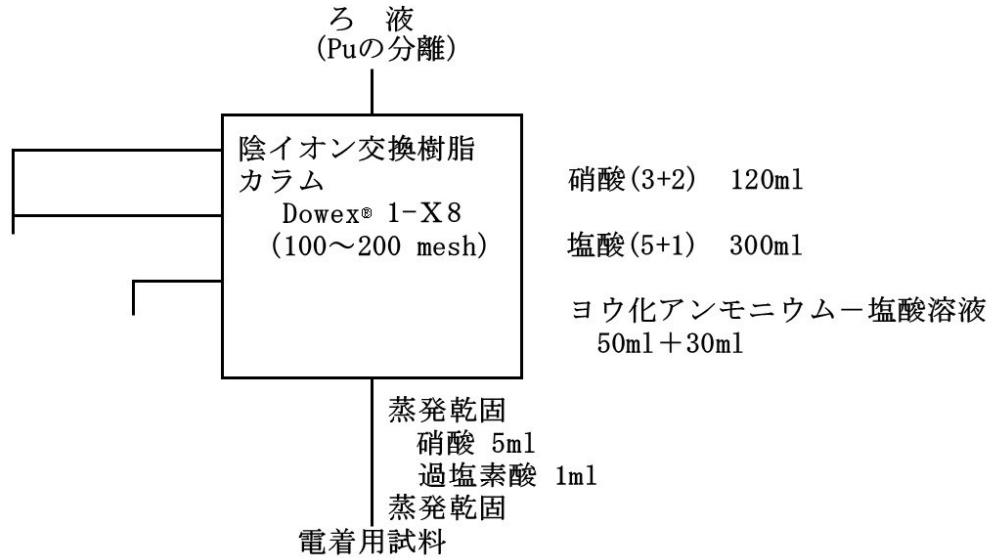 ろ 液
(Puの分離)
陰イオン交換樹脂
カラム
Dowex® 1-X8
(100～200 mesh)
硝酸(3+2) 120ml
塩酸(5+1) 300ml
ヨウ化アンモニウム－塩酸溶液
50ml＋30ml
蒸発乾固
硝酸 5ml
過塩素酸 1ml
蒸発乾固
電着用試料